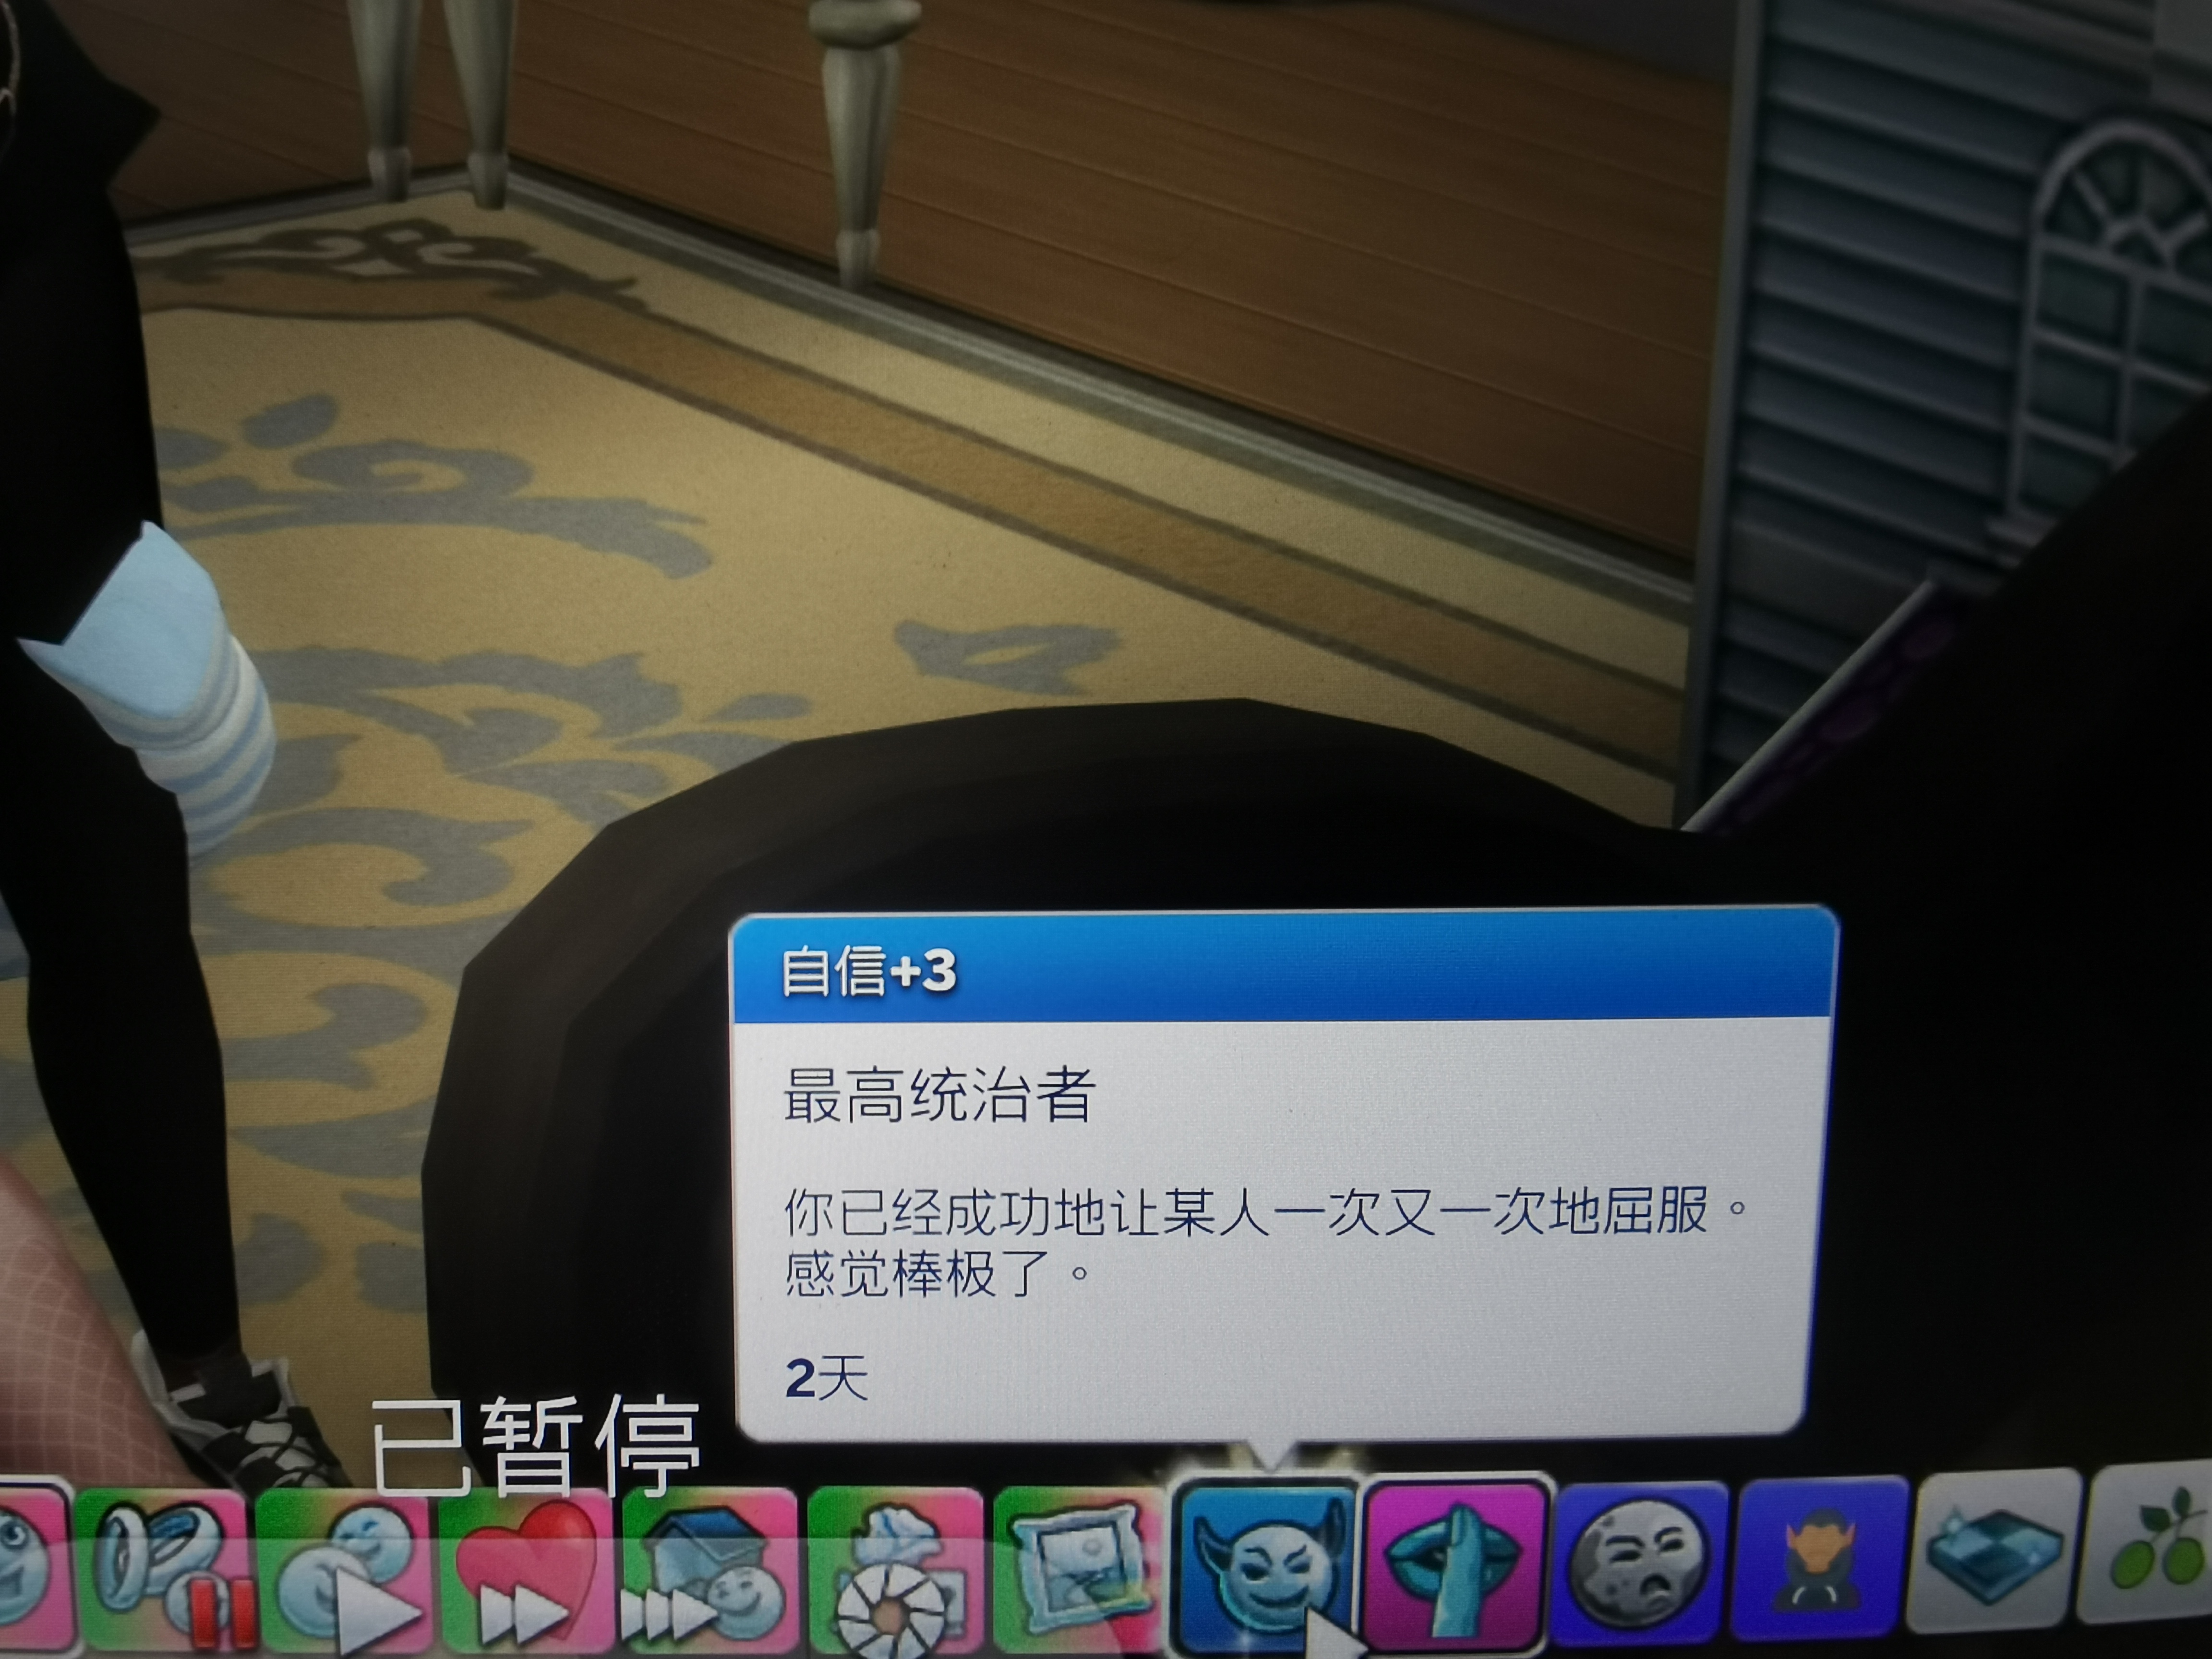 自信+3
最高统治者
你已经成功地让某人一次又一次地屈服。
感觉棒极了。
2天
已暂停